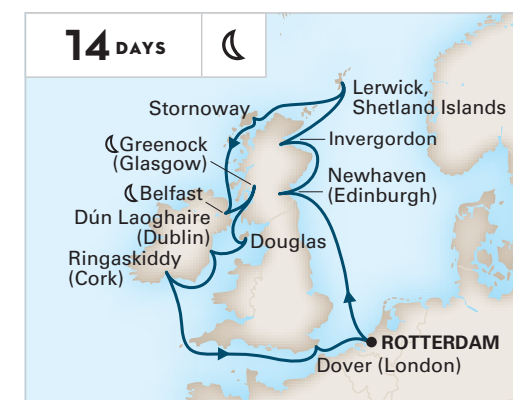 14 DAYS
Lerwick,
Shetland Islands
Stornoway
Invergordon
Greenock
(Glasgow)
Newhaven
(Edinburgh)
Belfast
Dún Laoghaire
(Dublin)
Douglas
Ringaskiddy
(Cork)
ROTTERDAM
Dover (London)